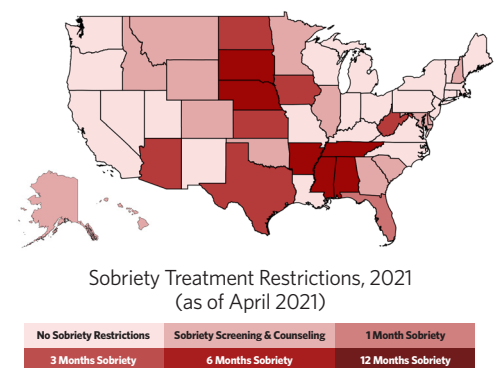 Sobriety Treatment Restrictions, 2021
(as of April 2021)
No Sobriety Restrictions Sobriety Screening & Counseling 1 Month Sobriety
3 Months Sobriety 6 Months Sobriety 12 Months Sobriety